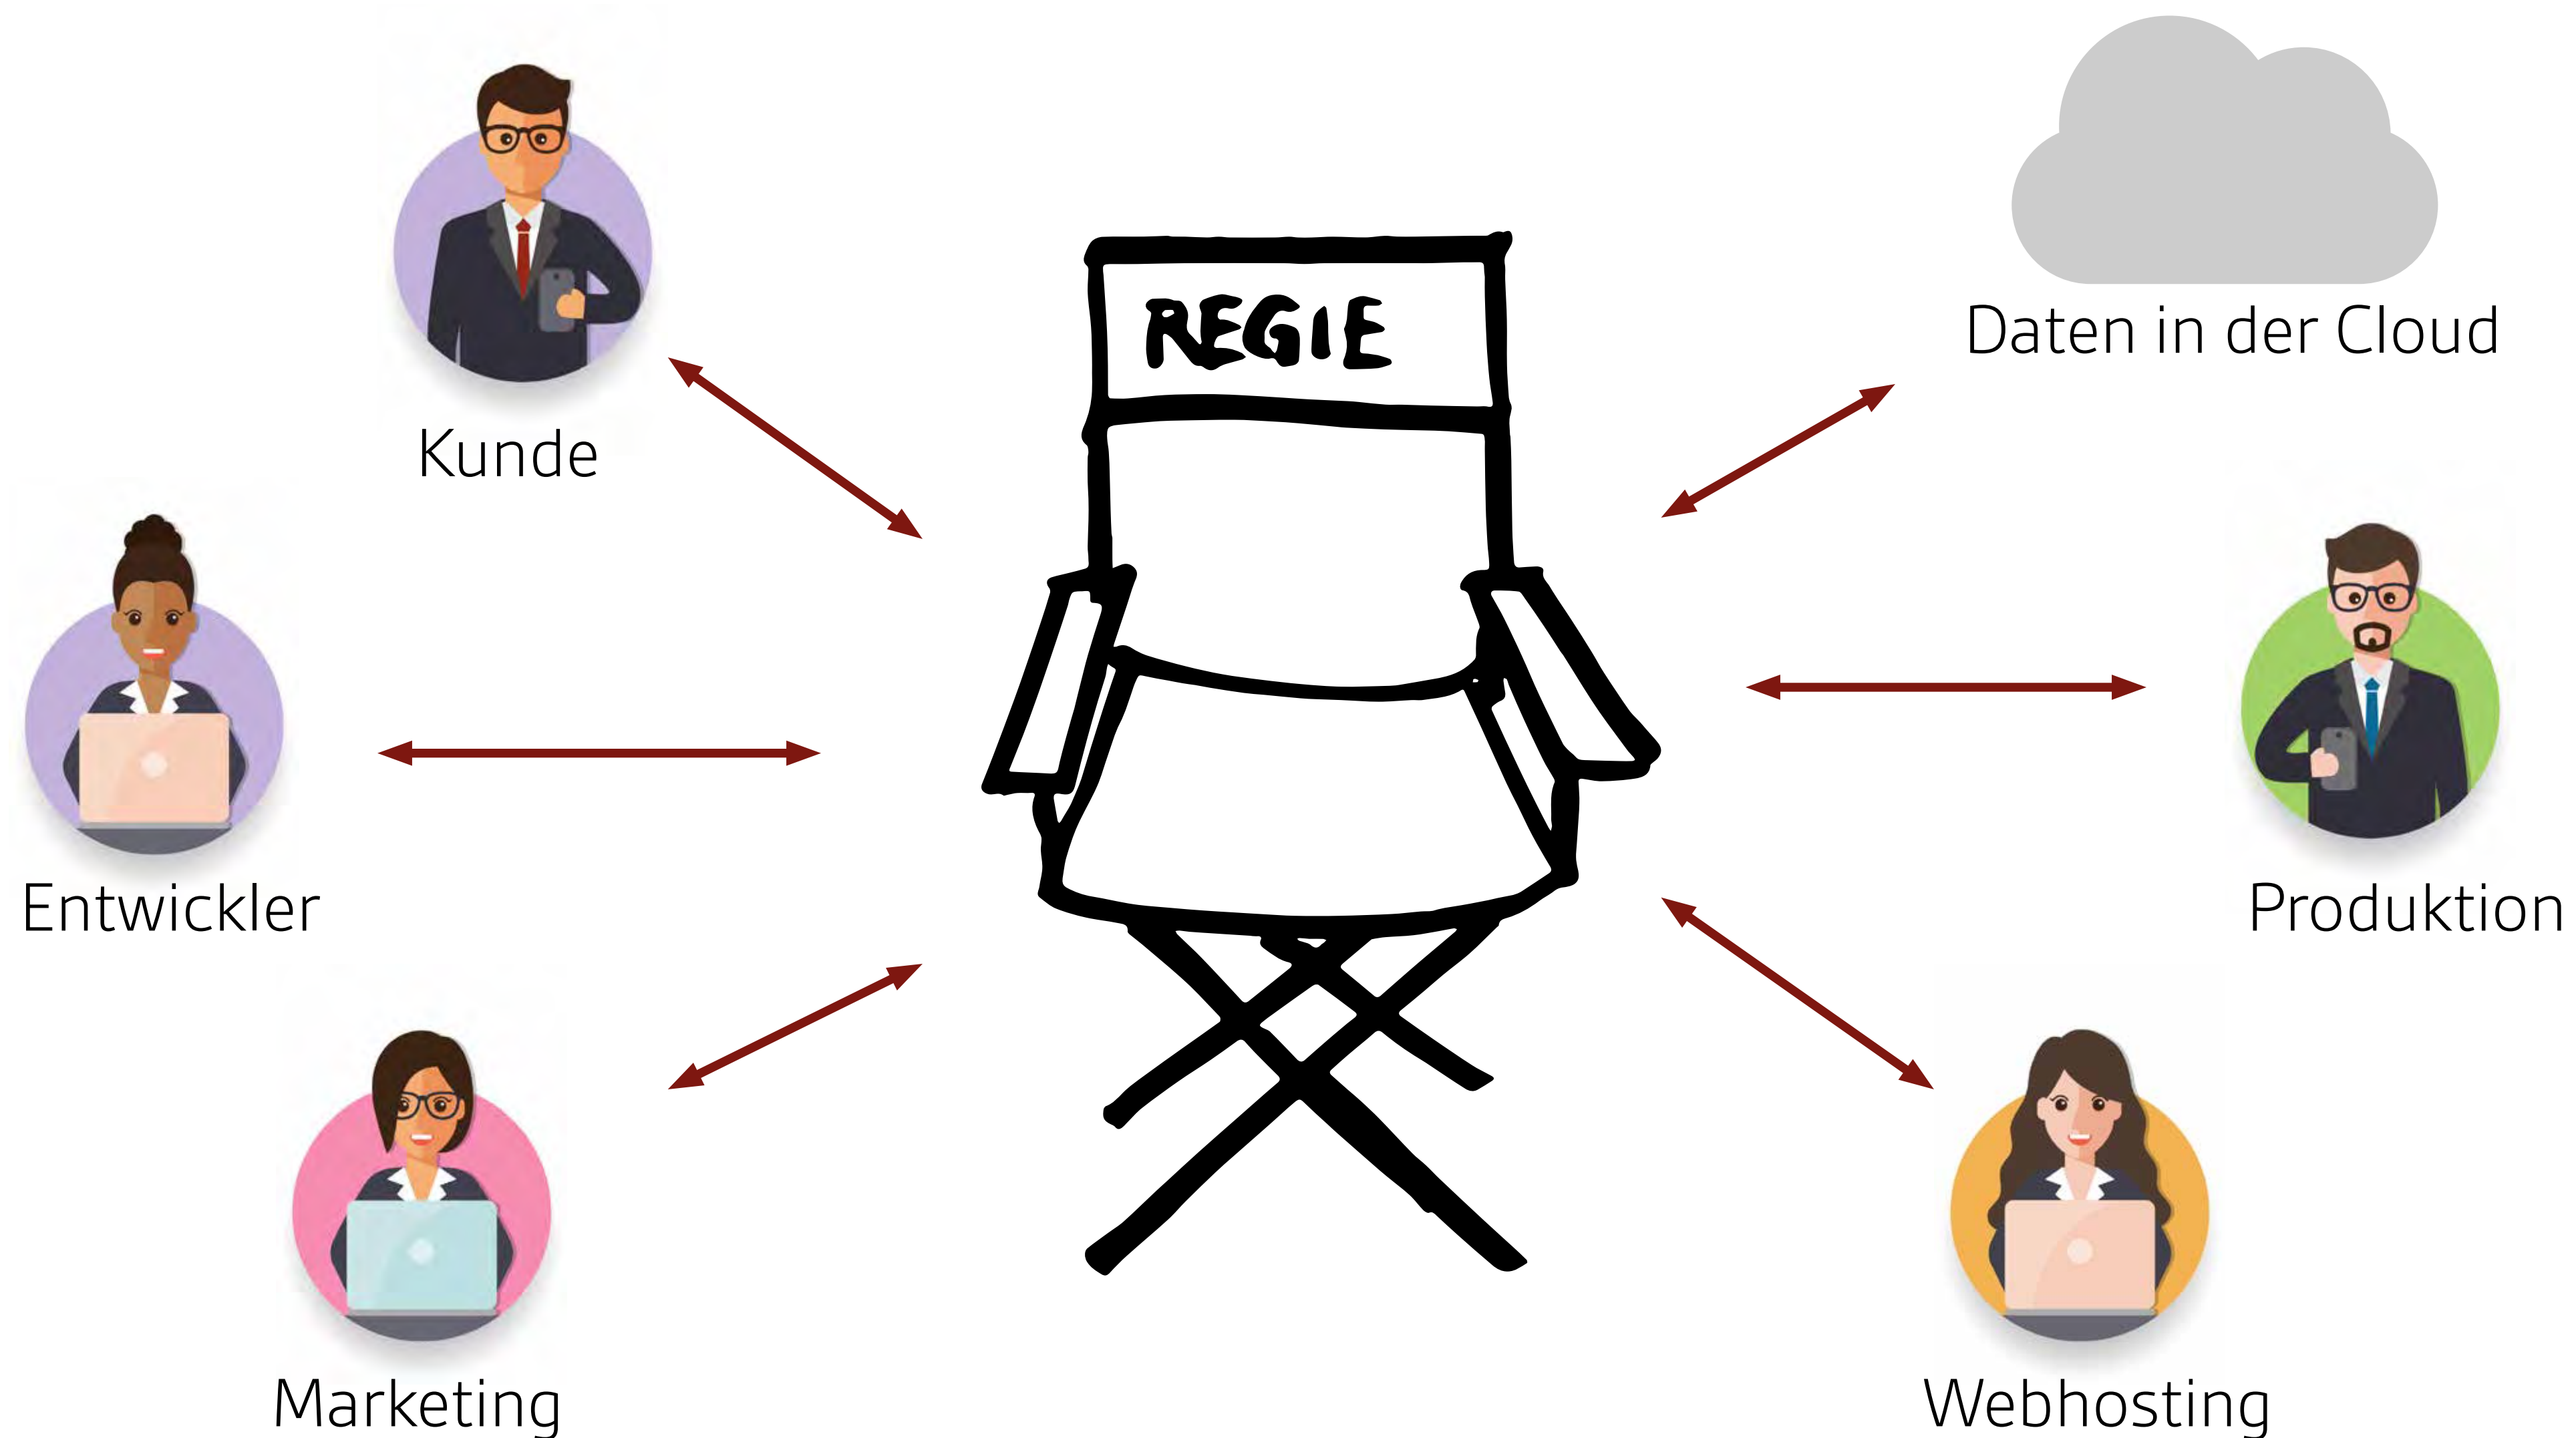 REGIE
Daten in der Cloud
Kunde
Entwickler
Produktion
Marketing
Webhosting